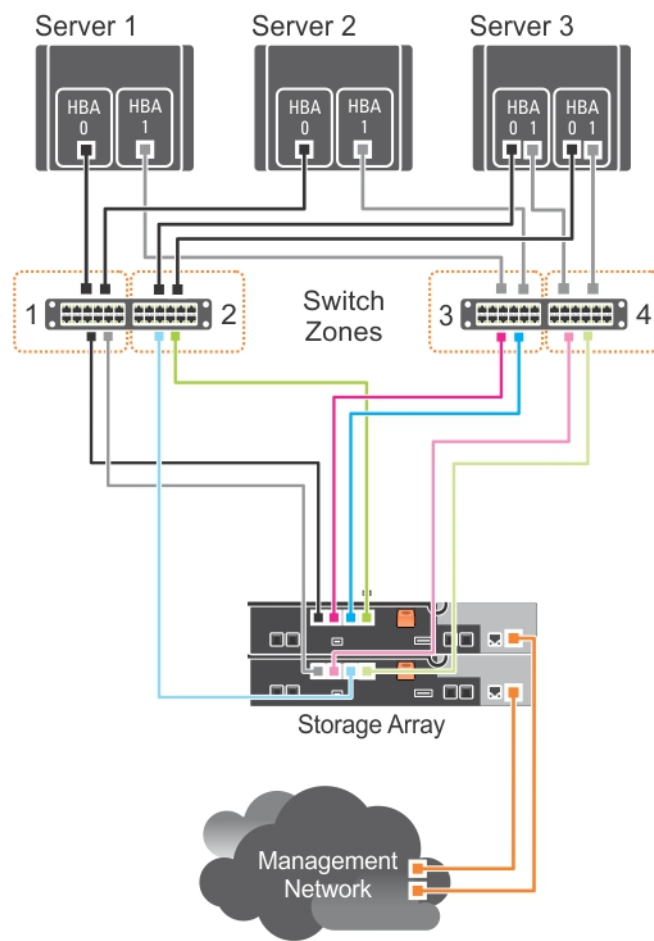 Server 1
Server 2
Server 3
HBA
0
HBA
1
HBA
0
HBA
1
HBA
0 1
HBA
0 1
1
2
Switch
Zones
3
4
Storage Array
Management
Network